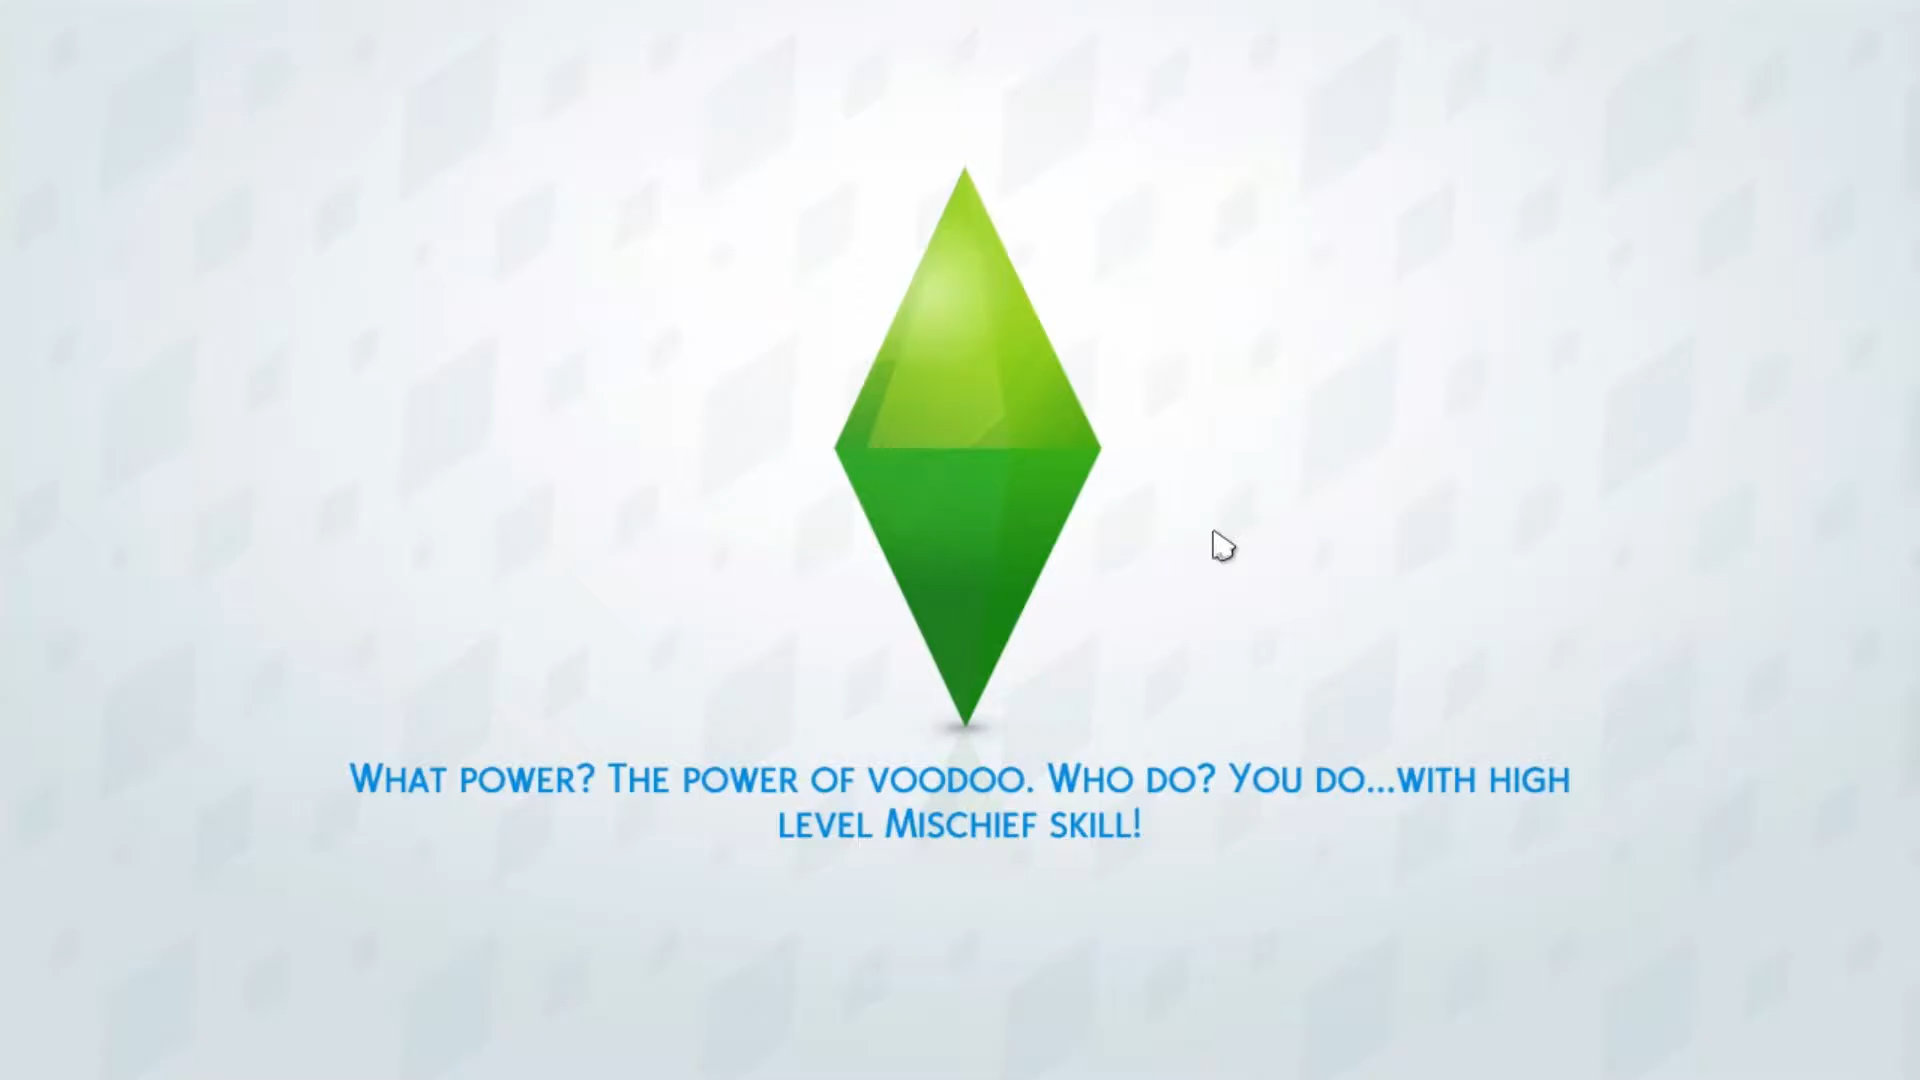 What power? The power of voodoo. Who do? You do...with high
level Mischief skill!